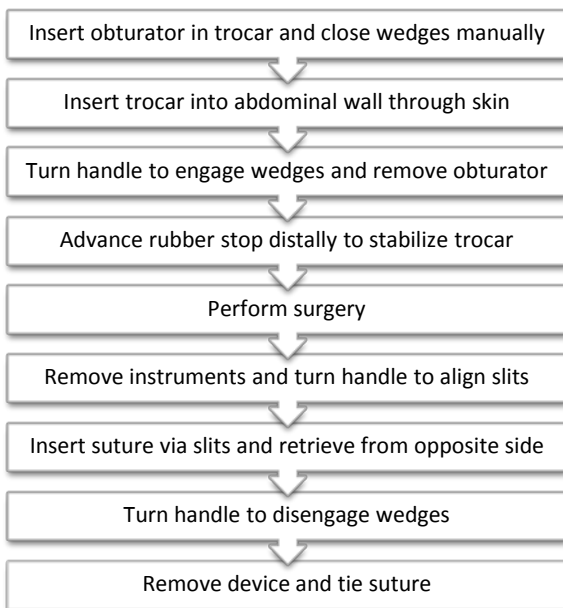 Insert obturator in trocar and close wedges manually
Insert trocar into abdominal wall through skin
Turn handle to engage wedges and remove obturator
Advance rubber stop distally to stabilize trocar
Perform surgery
Remove instruments and turn handle to align slits
Insert suture via slits and retrieve from opposite side
Turn handle to disengage wedges
Remove device and tie suture